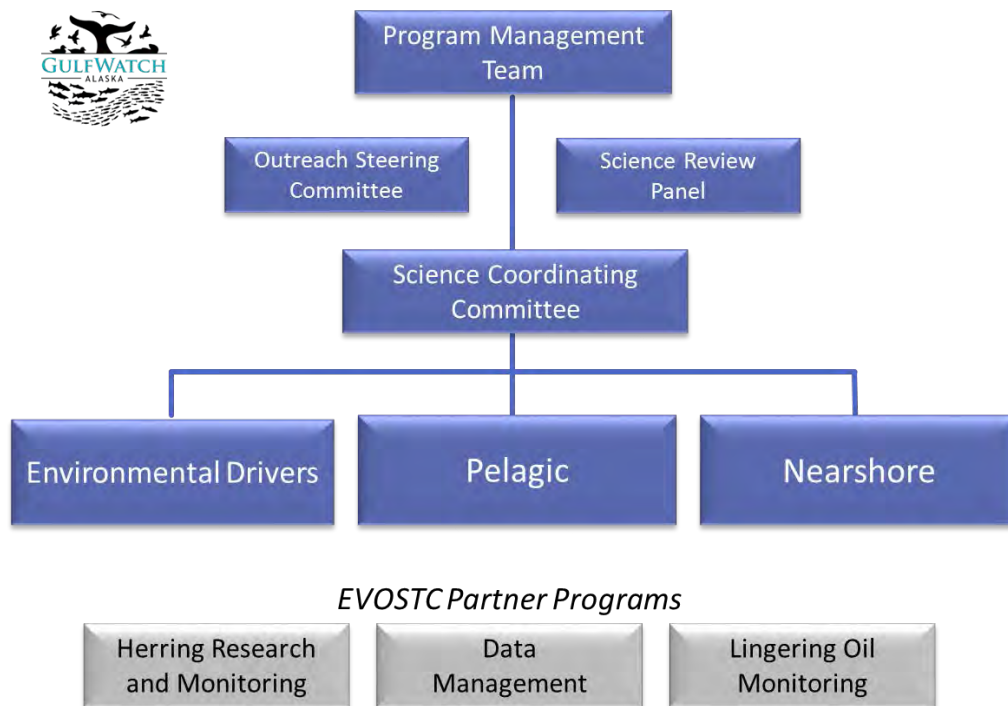 GULFWATCH
ALASKA
Program Management
Team
Outreach Steering
Committee
Science Review
Panel
Science Coordinating
Committee
Environmental Drivers
Pelagic
Nearshore
EVOSTC Partner Programs
Herring Research
and Monitoring
Data
Management
Lingering Oil
Monitoring